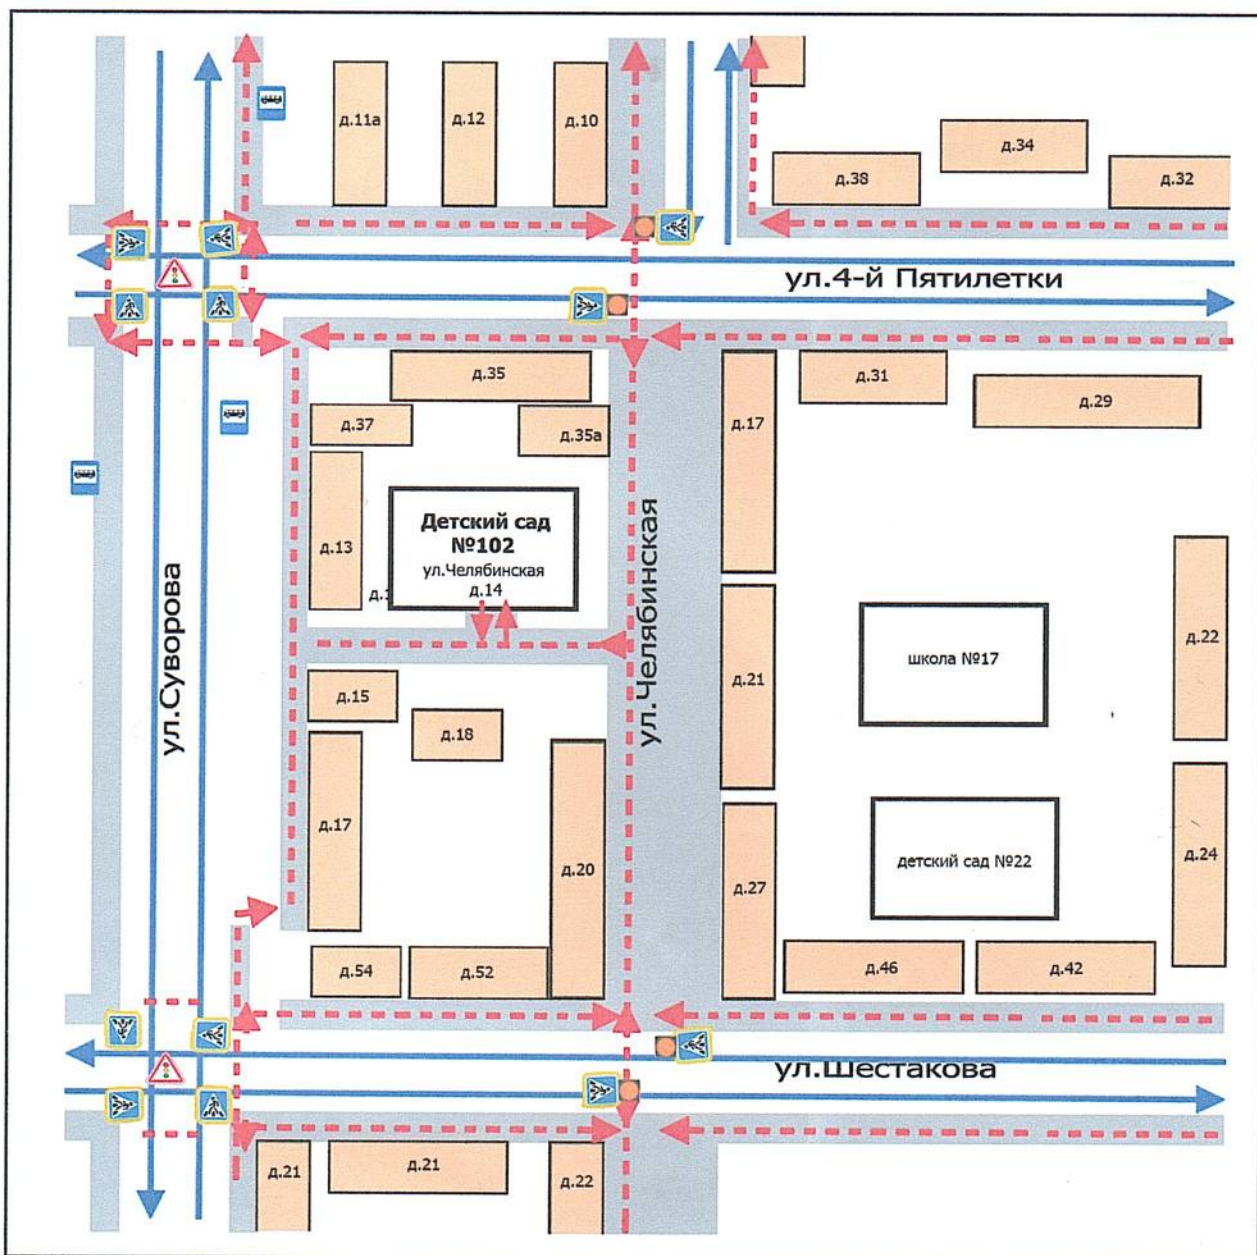 д.11а
д.12
д.10
д.34
д.38
д.32
ул.4-й Пятилетки
д.35
д.31
д.29
д.37
д.35а
д.17
Детский сад
№102
ул.Челябинская
д.14
д.13
д.1
ул.Суворова
ул.Челябинская
д.22
школа №17
д.21
д.15
д.18
д.17
д.20
д.27
детский сад №22
д.24
д.54
д.52
д.46
д.42
ул.Шестакова
д.21
д.21
д.22